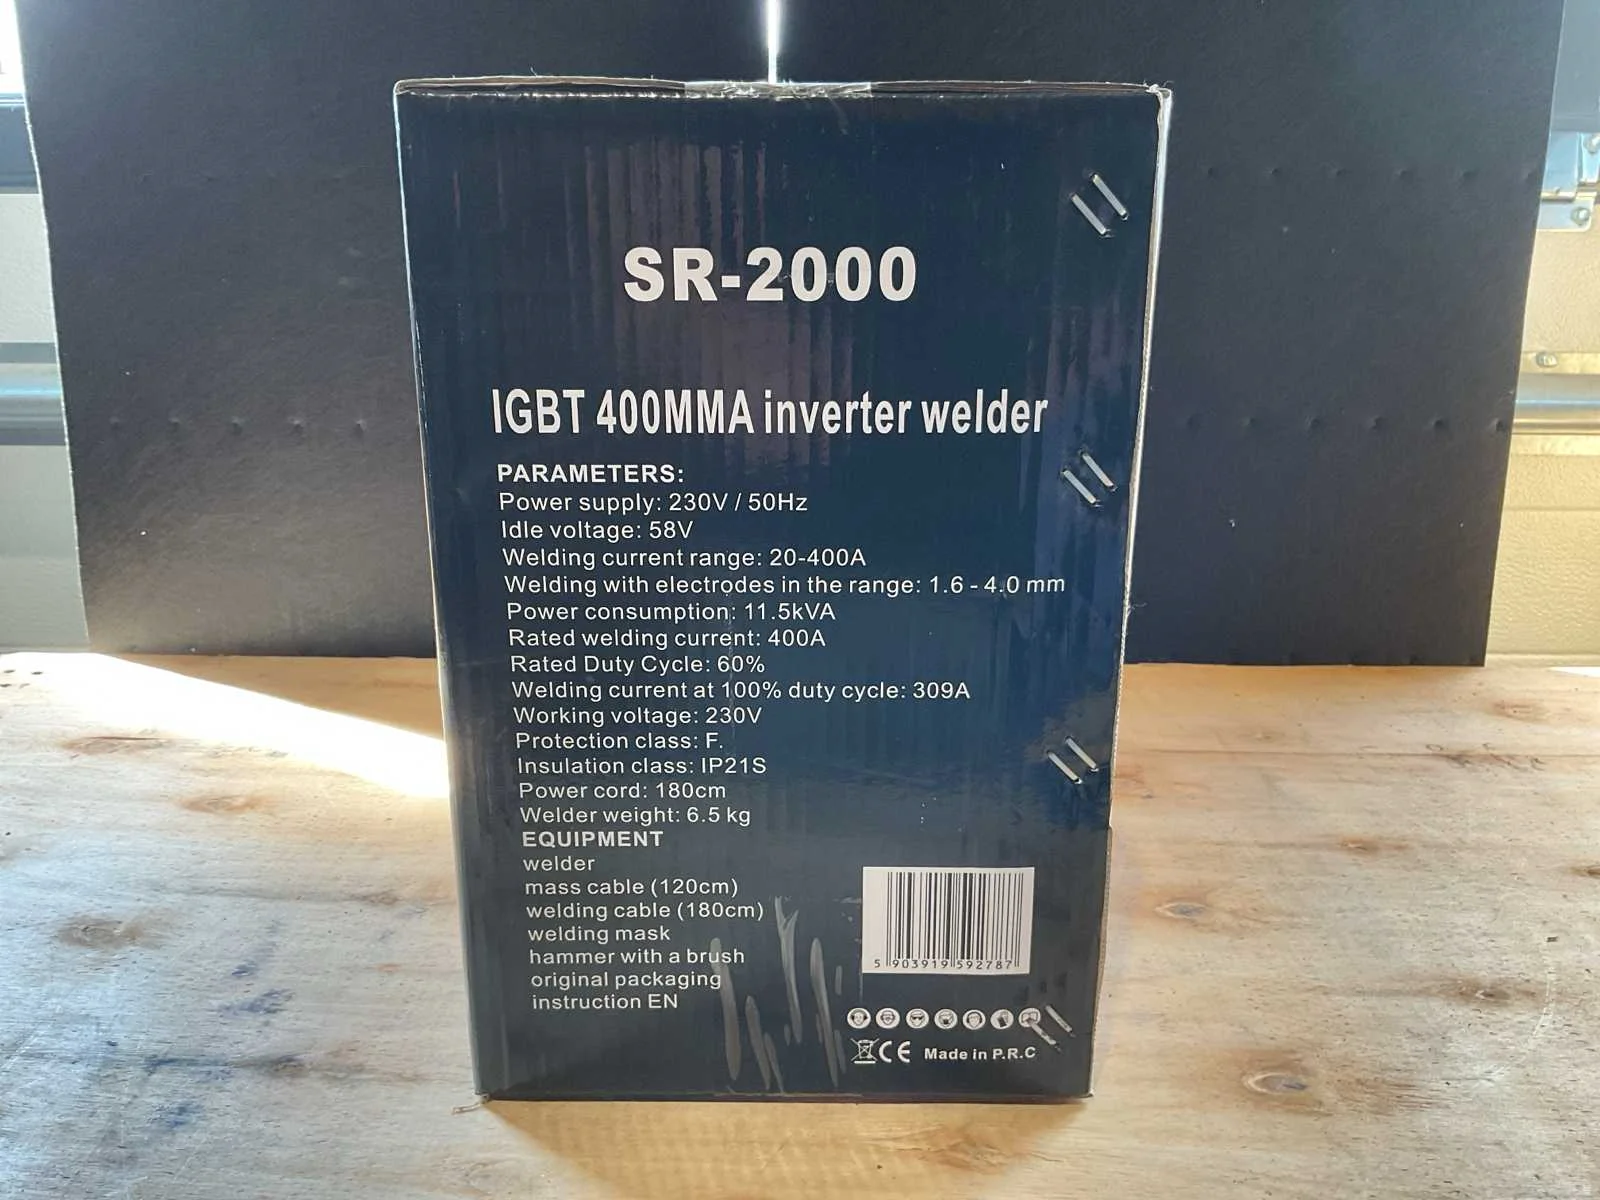 SR-2000
IGBT 400MMA inverter welder
PARAMETERS:
Power supply: 230V / 50Hz
Idle voltage: 58V
Welding current range: 20-400A
Welding with electrodes in the range: 1.6 - 4.0 mm
Power consumption: 11.5kVA
Rated welding current: 400A
Rated Duty Cycle: 60%
Welding current at 100% duty cycle: 309A
Working voltage: 230V
Protection class: F.
Insulation class: IP21S
Power cord: 180cm
Welder weight: 6.5 kg
EQUIPMENT
welder
mass cable (120cm)
welding cable (180cm)
welding mask
hammer with a brush
original packaging
instruction EN
5 903919 592787
CE Made in P.R.C